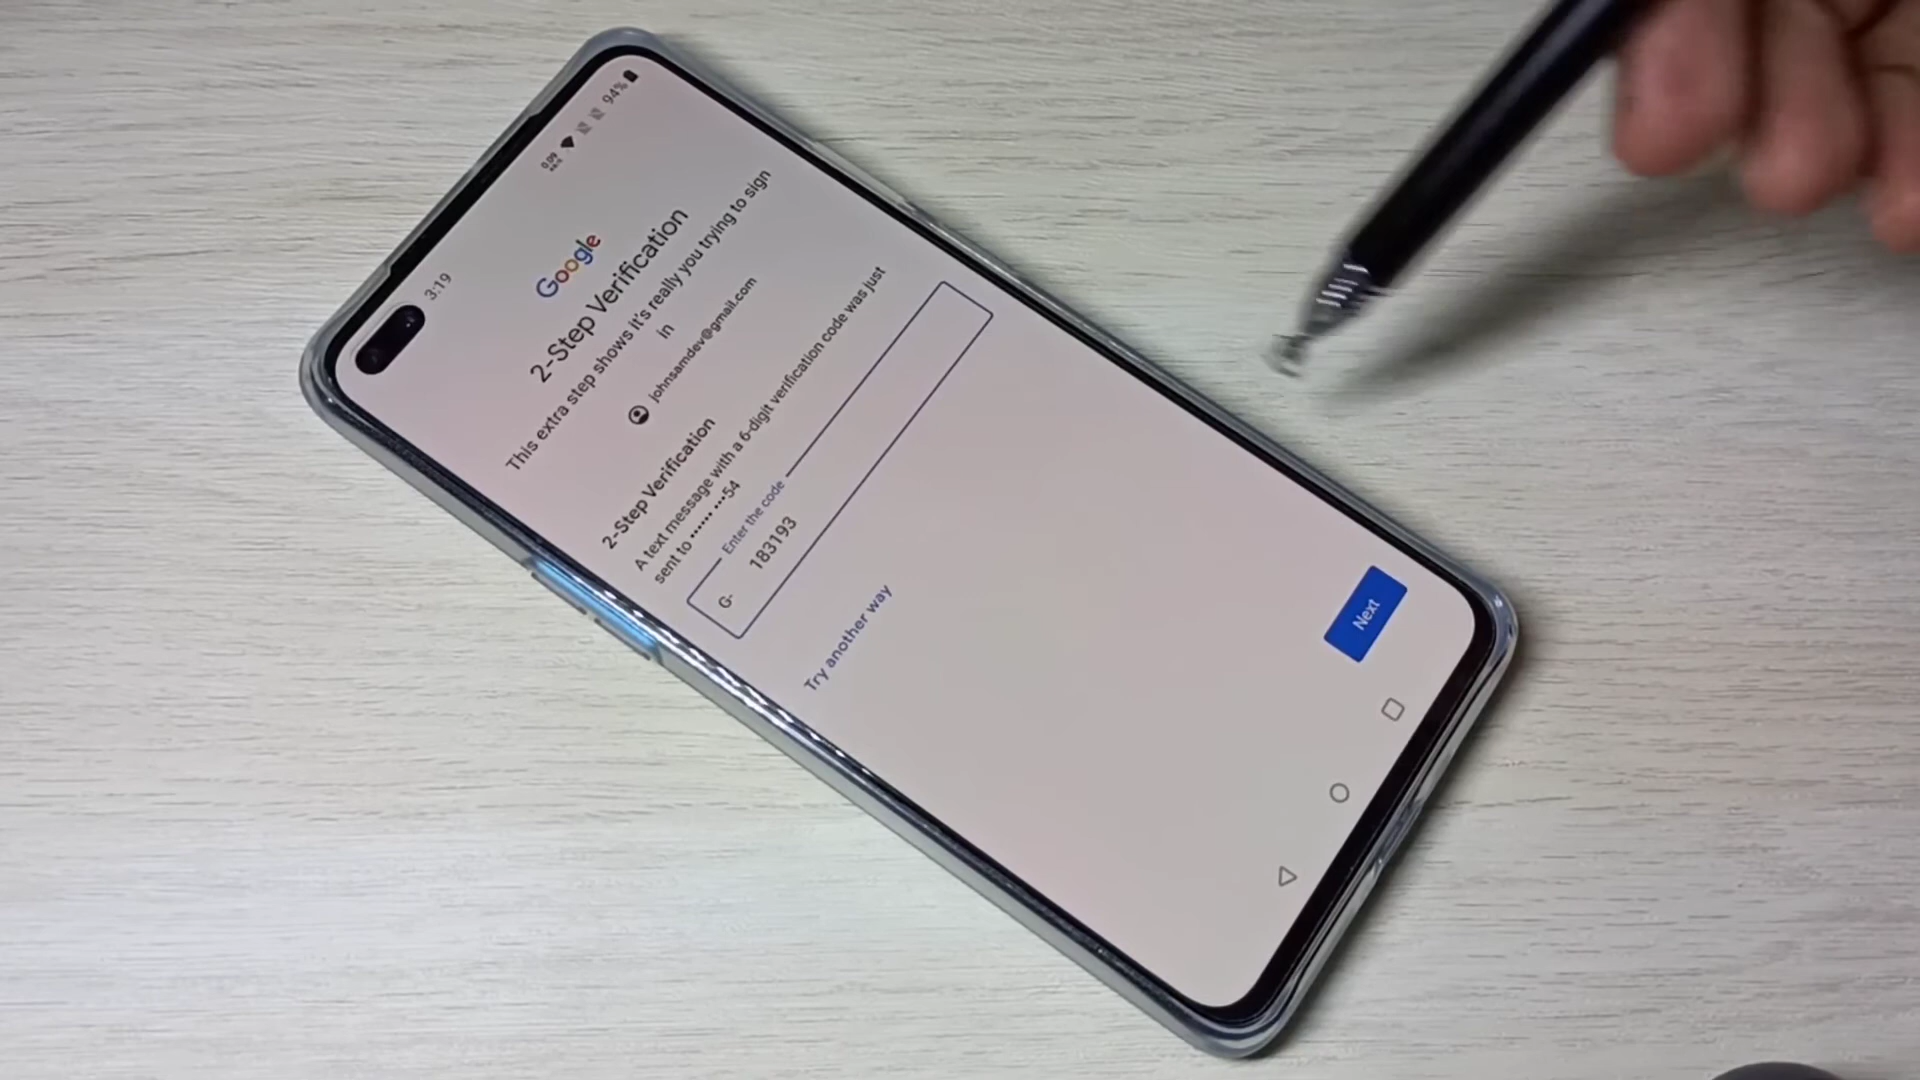 3:19
94%
Google
2-Step Verification
This extra step shows it's really you trying to sign
in
johnsamdev@gmail.com
2-Step Verification
A text message with a 6-digit verification code was just
sent to ••••••• •••54
Enter the code
G- 183193
Try another way
Next